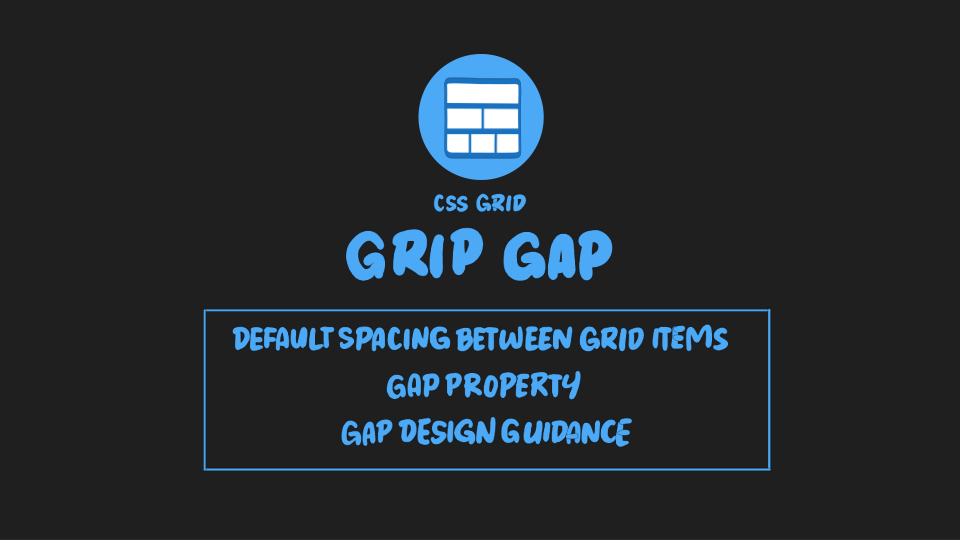 CSS GRID
GRIP GAP
DEFAULT SPACING BETWEEN GRID ITEMS
GAP PROPERTY
GAP DESIGN GUIDANCE